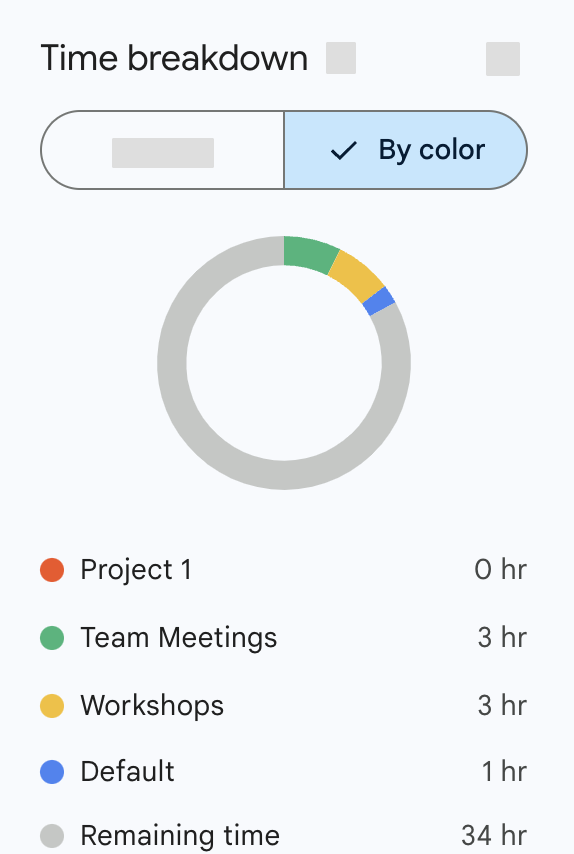 Time breakdown
By color
Project 1 0 hr
Team Meetings 3 hr
Workshops 3 hr
Default 1 hr
Remaining time 34 hr